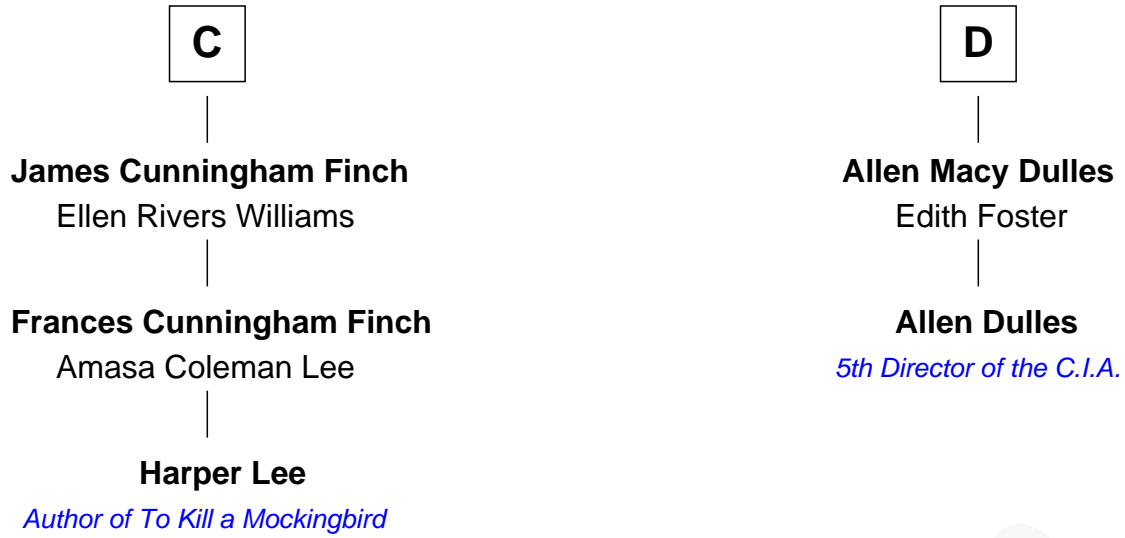 C
James Cunningham Finch
Ellen Rivers Williams
Frances Cunningham Finch
Amasa Coleman Lee
Harper Lee
Author of To Kill a Mockingbird
D
Allen Macy Dulles
Edith Foster
Allen Dulles
5th Director of the C.I.A.